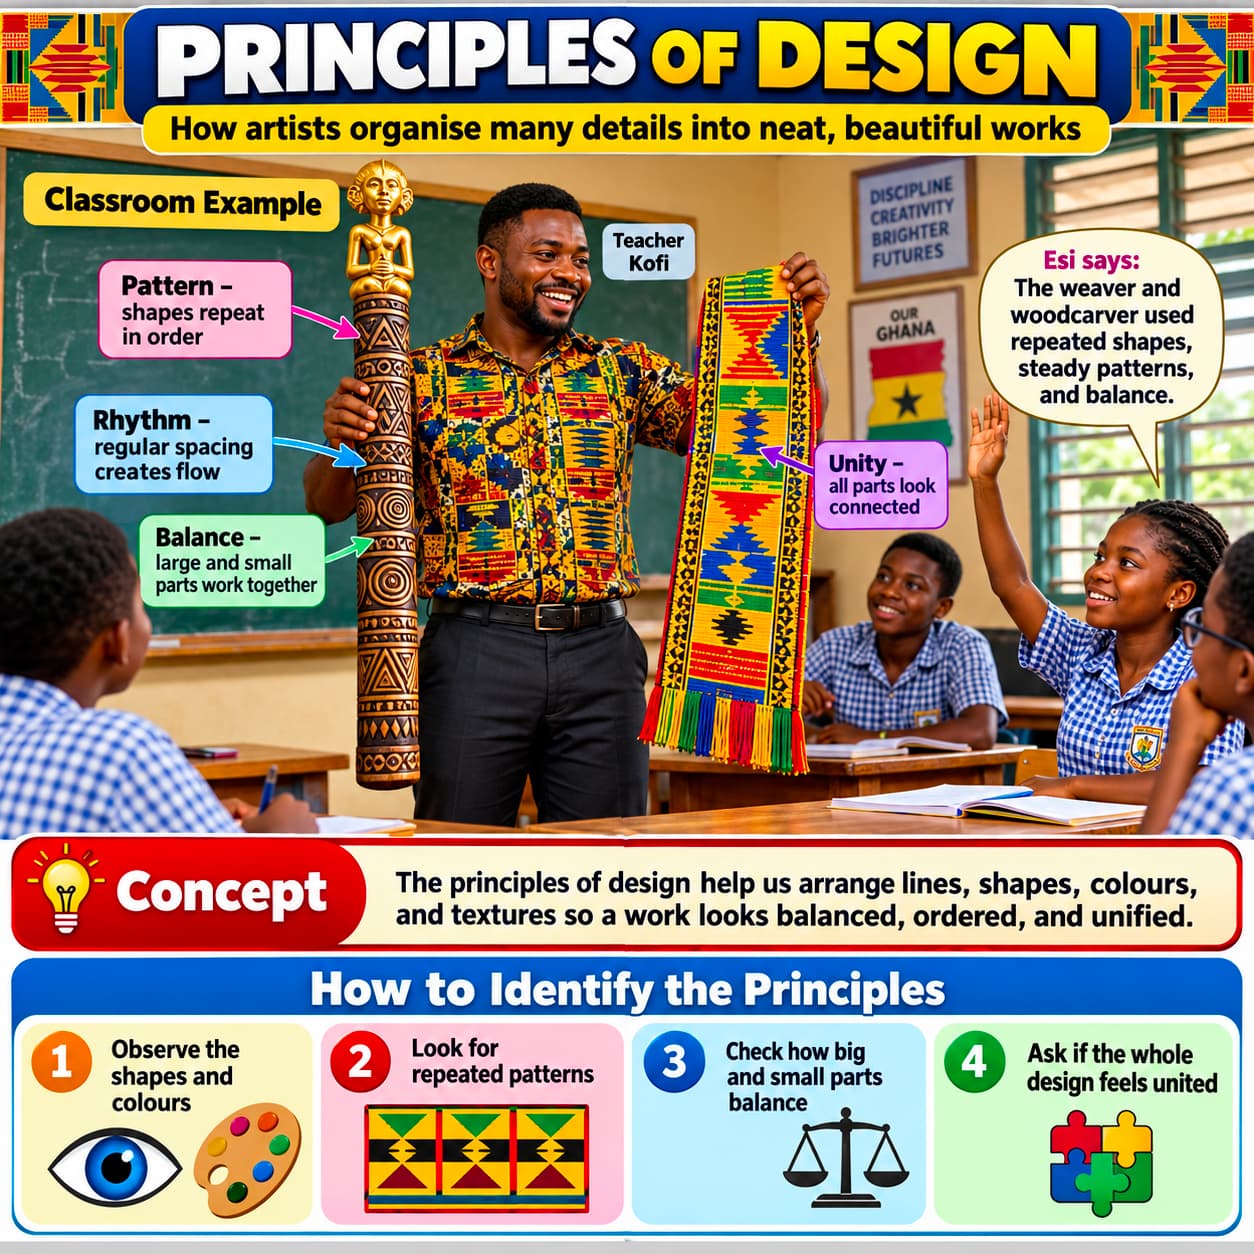 PRINCIPLES OF DESIGN
How artists organise many details into neat, beautiful works
Classroom Example
Pattern –
shapes repeat
in order
Rhythm –
regular spacing
creates flow
Balance –
large and small
parts work together
Teacher
Kofi
DISCIPLINE
CREATIVITY
BRIGHTER
FUTURES
OUR
GHANA
Esi says:
The weaver and
woodcarver used
repeated shapes,
steady patterns,
and balance.
Unity –
all parts look
connected
Concept
The principles of design help us arrange lines, shapes, colours,
and textures so a work looks balanced, ordered, and unified.
How to Identify the Principles
1
Observe the
shapes and
colours
2
Look for
repeated patterns
3
Check how big
and small parts
balance
4
Ask if the whole
design feels united